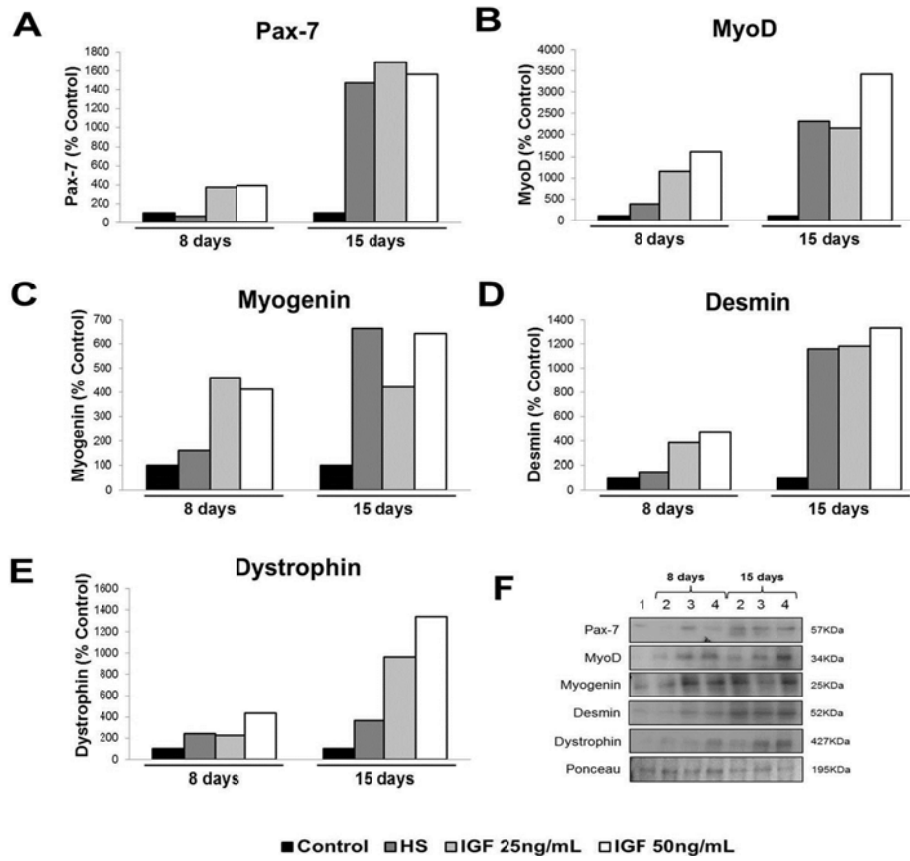 A
Pax-7
Pax-7 (% Control)
1800
1600
1400
1200
1000
800
600
400
200
0
8 days
15 days
B
MyoD
MyoD (% Control)
4000
3500
3000
2500
2000
1500
1000
500
0
8 days
15 days
C
Myogenin
Myogenin (% Control)
700
600
500
400
300
200
100
0
8 days
15 days
D
Desmin
Desmin (% Control)
1400
1200
1000
800
600
400
200
0
8 days
15 days
E
Dystrophin
Dystrophin (% Control)
1600
1400
1200
1000
800
600
400
200
0
8 days
15 days
F
8 days 15 days
1 2 3 4 2 3 4
Pax-7 57KDa
MyoD 34KDa
Myogenin 25KDa
Desmin 52KDa
Dystrophin 427KDa
Ponceau 195KDa
Control HS IGF 25ng/mL IGF 50ng/mL